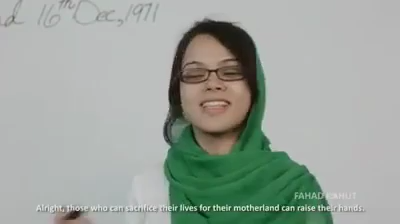 16th Dec, 1971
FAHAD KAHUT
Alright, those who can sacrifice their lives for their motherland can raise their hands.